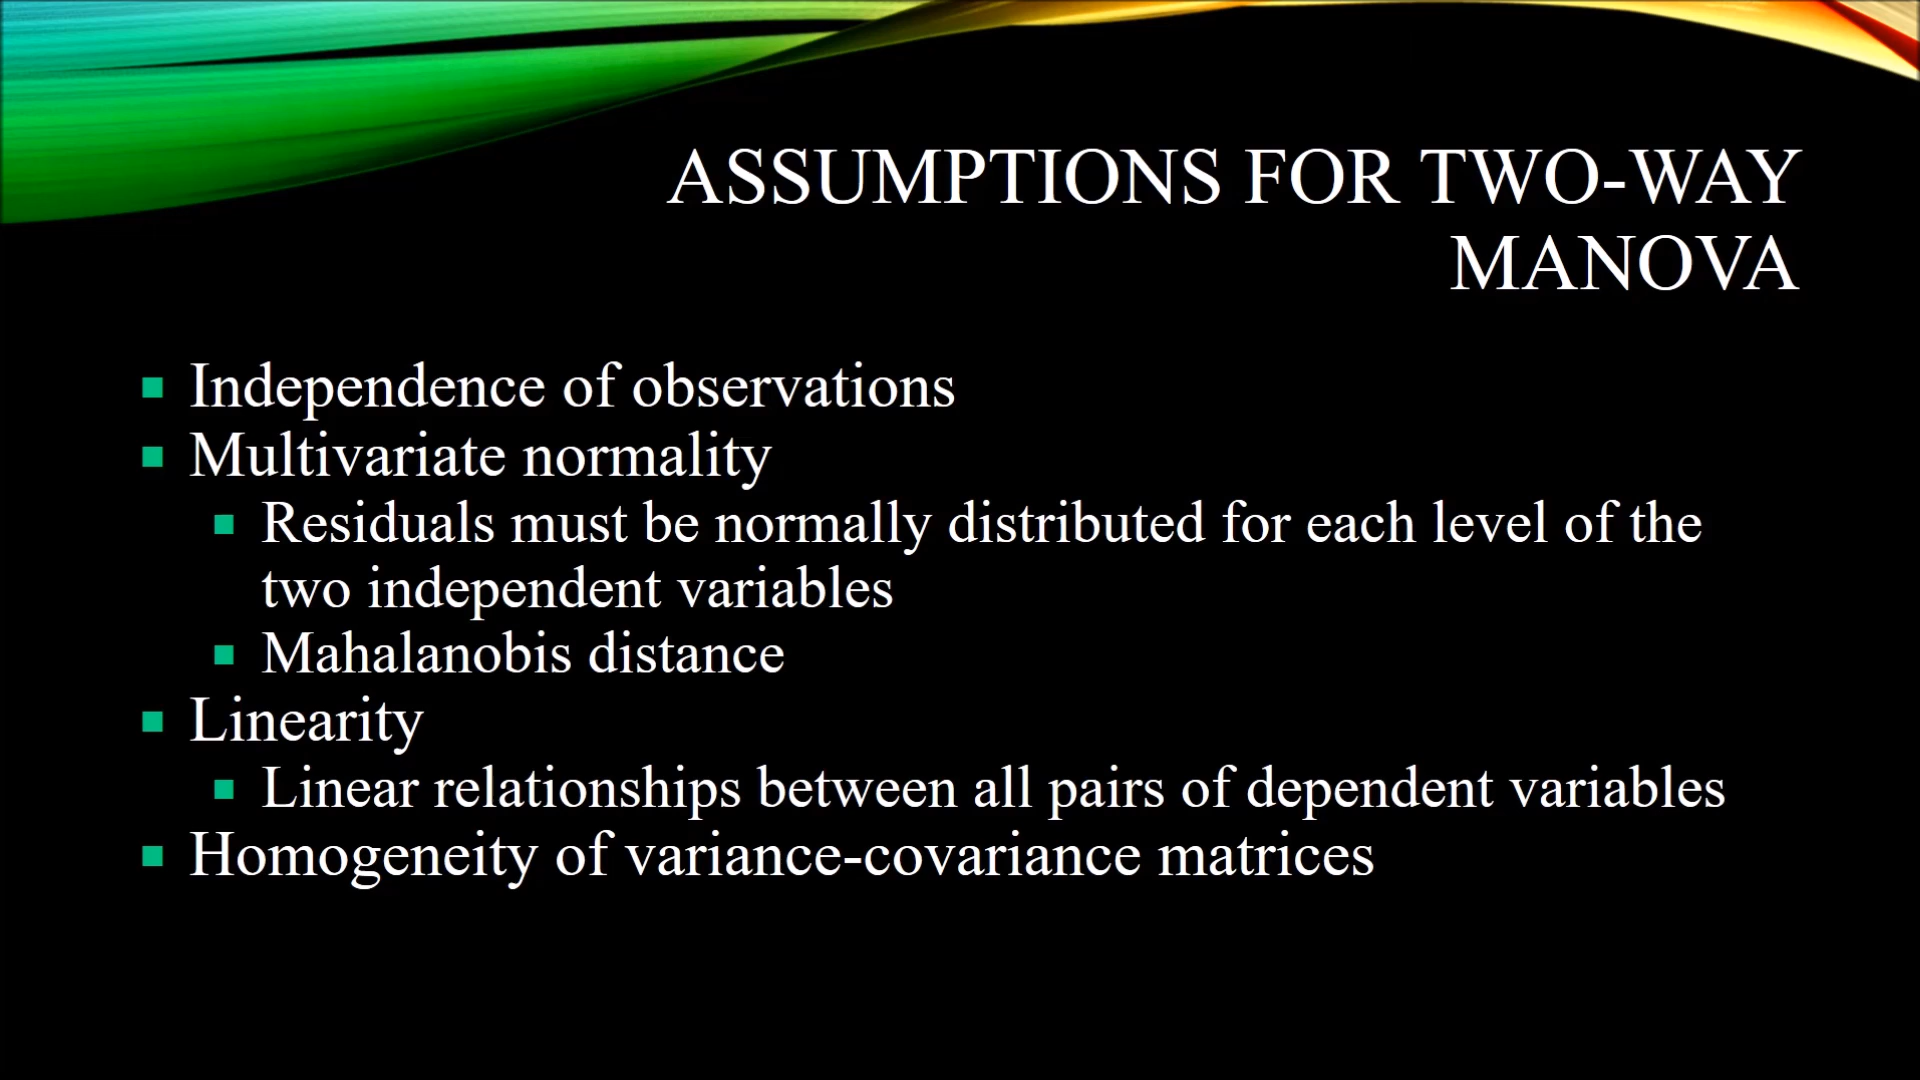 ASSUMPTIONS FOR TWO-WAY
MANOVA
Independence of observations
Multivariate normality
Residuals must be normally distributed for each level of the
two independent variables
Mahalanobis distance
Linearity
Linear relationships between all pairs of dependent variables
Homogeneity of variance-covariance matrices